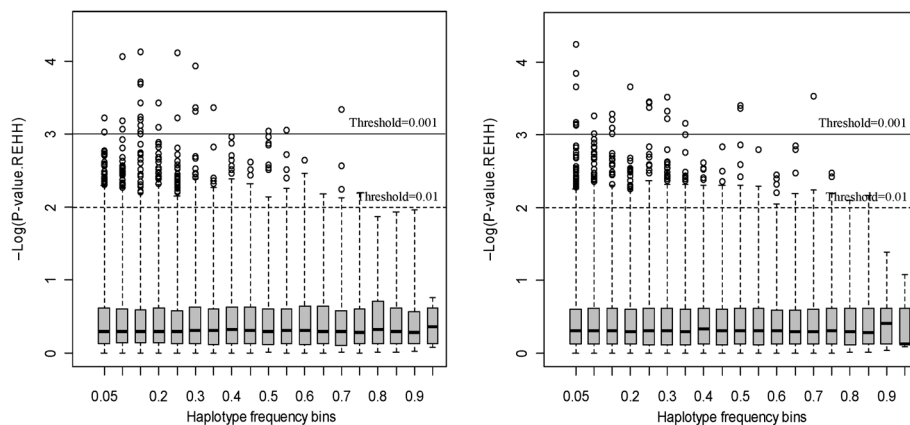 4
3
2
1
0
−Log(P-value.REHH)
Threshold=0.001
Threshold=0.01
0.05 0.2 0.3 0.4 0.5 0.6 0.7 0.8 0.9
Haplotype frequency bins
4
3
2
1
0
−Log(P-value.REHH)
Threshold=0.001
Threshold=0.01
0.05 0.2 0.3 0.4 0.5 0.6 0.7 0.8 0.9
Haplotype frequency bins